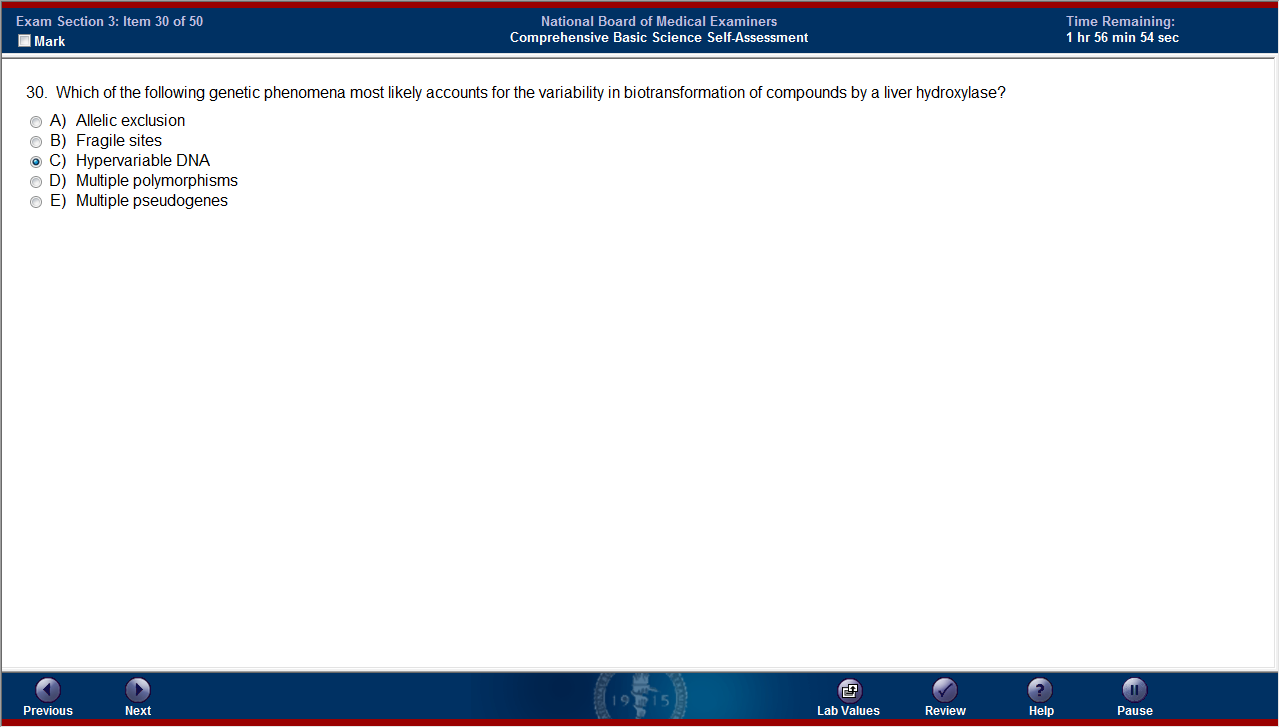 Exam Section 3: Item 30 of 50
National Board of Medical Examiners
Time Remaining:
Mark
Comprehensive Basic Science Self-Assessment
1 hr 56 min 54 sec
30. Which of the following genetic phenomena most likely accounts for the variability in biotransformation of compounds by a liver hydroxylase?
A) Allelic exclusion
B) Fragile sites
C) Hypervariable DNA
D) Multiple polymorphisms
E) Multiple pseudogenes
1915
Previous
Next
Lab Values
Review
Help
Pause